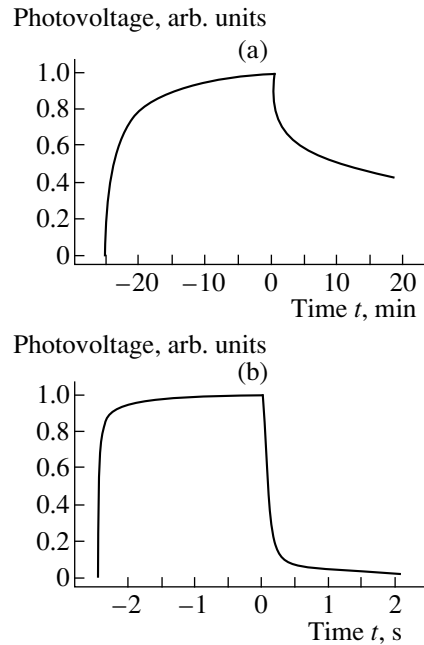 Photovoltage, arb. units
(a)
1.0
0.8
0.6
0.4
0.2
0
−20 −10 0 10 20
Time t, min
Photovoltage, arb. units
(b)
1.0
0.8
0.6
0.4
0.2
0
−2 −1 0 1 2
Time t, s